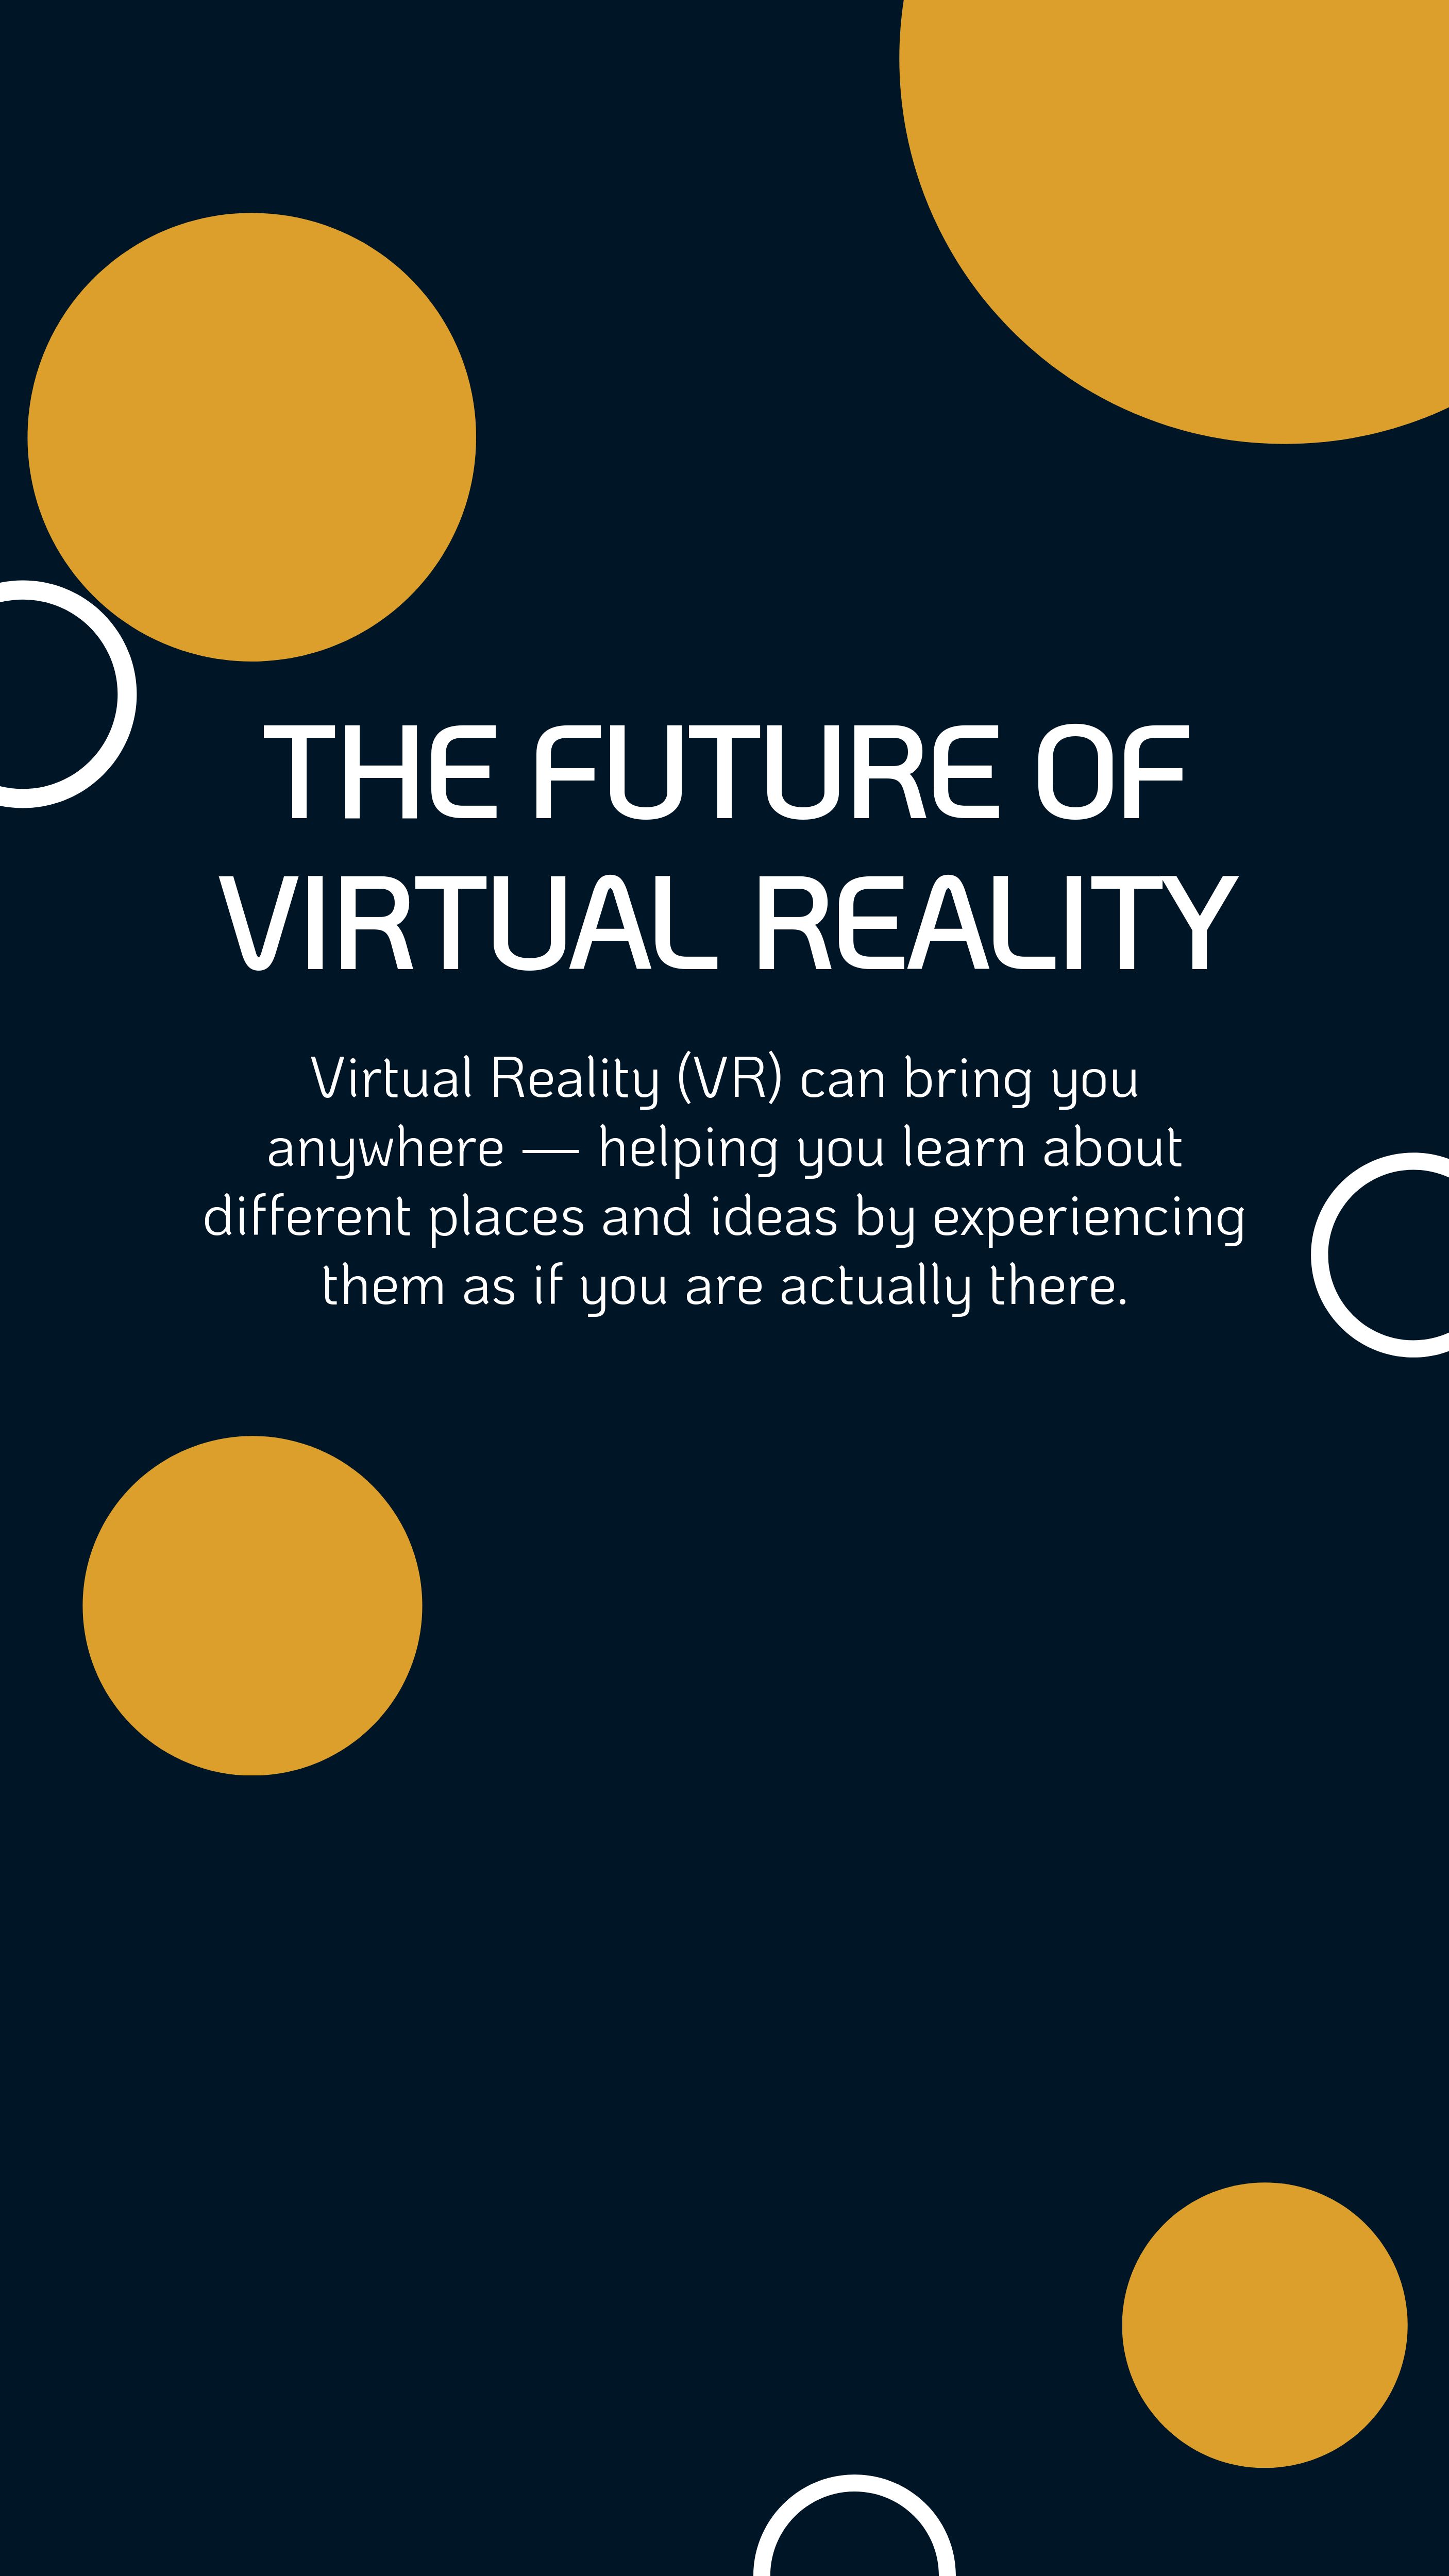 THE FUTURE OF
VIRTUAL REALITY
Virtual Reality (VR) can bring you
anywhere — helping you learn about
different places and ideas by experiencing
them as if you are actually there.